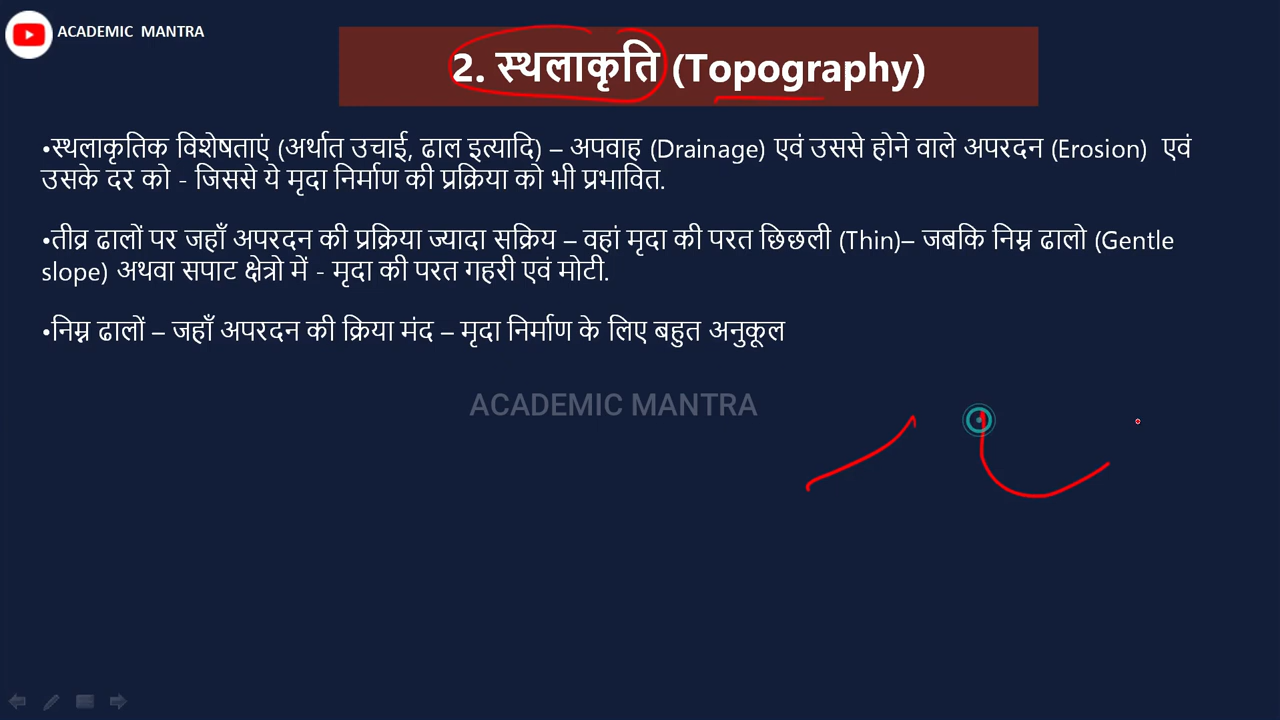 ACADEMIC MANTRA
2. स्थलाकृति (Topography)
•स्थलाकृतिक विशेषताएं (अर्थात उचाई, ढाल इत्यादि) – अपवाह (Drainage) एवं उससे होने वाले अपरदन (Erosion) एवं
उसके दर को - जिससे ये मृदा निर्माण की प्रक्रिया को भी प्रभावित.
•तीव्र ढालों पर जहाँ अपरदन की प्रक्रिया ज्यादा सक्रिय – वहां मृदा की परत छिछली (Thin)– जबकि निम्न ढालो (Gentle
slope) अथवा सपाट क्षेत्रो में - मृदा की परत गहरी एवं मोटी.
•निम्न ढालों – जहाँ अपरदन की क्रिया मंद – मृदा निर्माण के लिए बहुत अनुकूल
ACADEMIC MANTRA